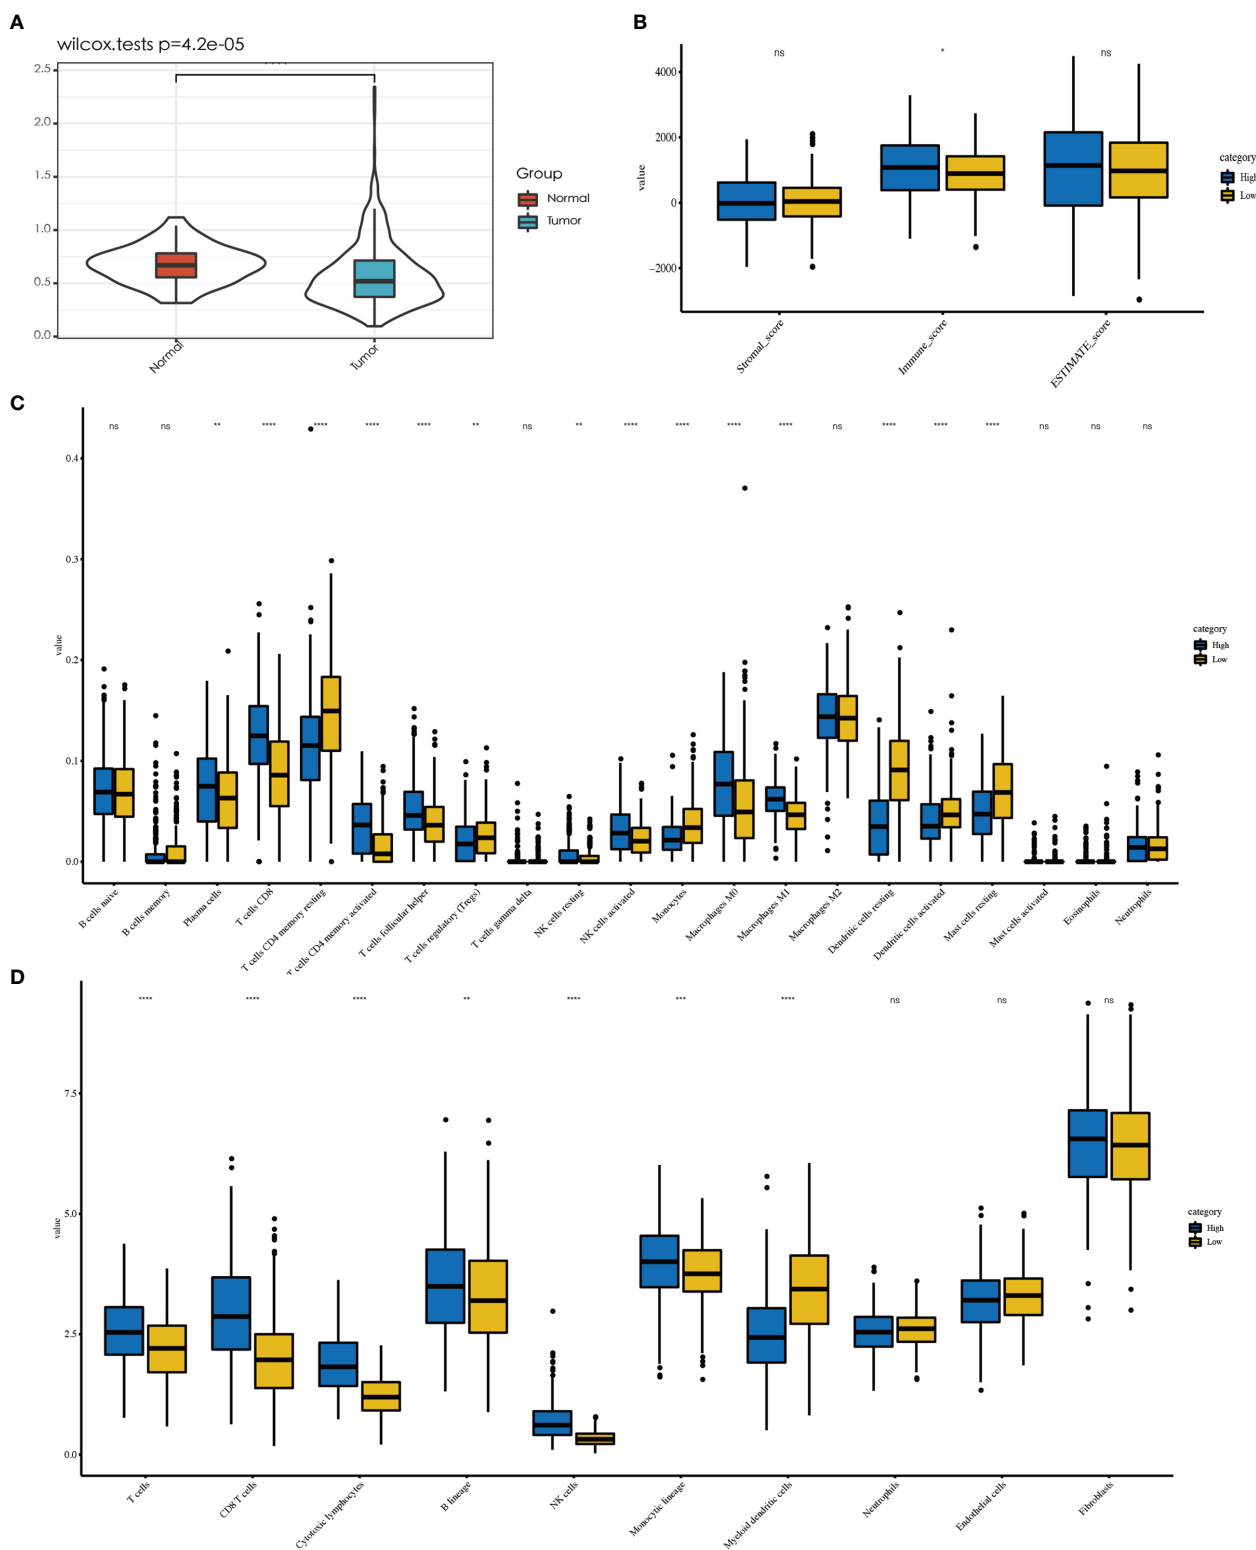 A
wilcox.tests p=4.2e-05
****
2.5
2.0
1.5
1.0
0.5
0.0
Normal
Tumor
Group
Normal
Tumor
B
ns
*
ns
value
4000
2000
0
−2000
Stromal_score
Immune_score
ESTIMATE_score
category
High
Low
C
ns ns ** **** **** **** **** ** ns ** **** **** **** **** ns **** **** **** ns ns ns
value
0.4
0.3
0.2
0.1
0.0
B cells naive
B cells memory
Plasma cells
T cells CD8
T cells CD4 memory resting
T cells CD4 memory activated
T cells follicular helper
T cells regulatory (Tregs)
T cells gamma delta
NK cells resting
NK cells activated
Monocytes
Macrophages M0
Macrophages M1
Macrophages M2
Dendritic cells resting
Dendritic cells activated
Mast cells resting
Mast cells activated
Eosinophils
Neutrophils
category
High
Low
D
**** **** **** ** **** *** **** ns ns ns
value
7.5
5.0
2.5
0.0
T cells
CD8 T cells
Cytotoxic lymphocytes
B lineage
NK cells
Monocytic lineage
Myeloid dendritic cells
Neutrophils
Endothelial cells
Fibroblasts
category
High
Low